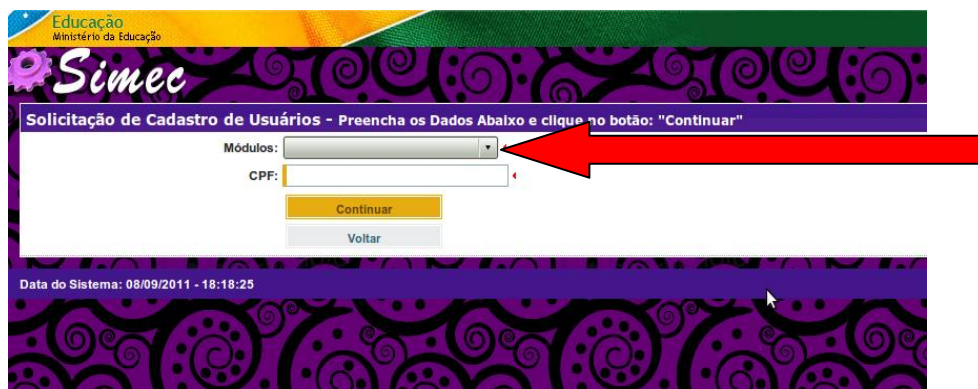 Educação
Ministério da Educação
Simec
Solicitação de Cadastro de Usuários - Preencha os Dados Abaixo e clique no botão: "Continuar"
Módulos:
CPF:
Continuar
Voltar
Data do Sistema: 08/09/2011 - 18:18:25